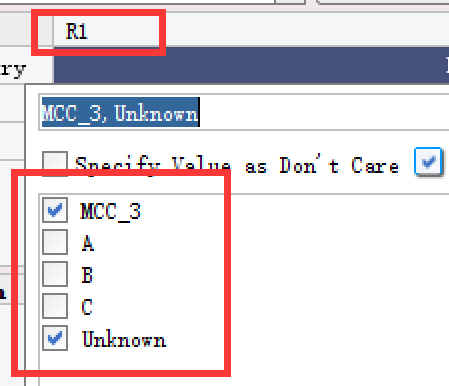 R1
ry
MCC_3,Unknown
Specify Value as Don't Care
MCC_3
A
B
C
Unknown